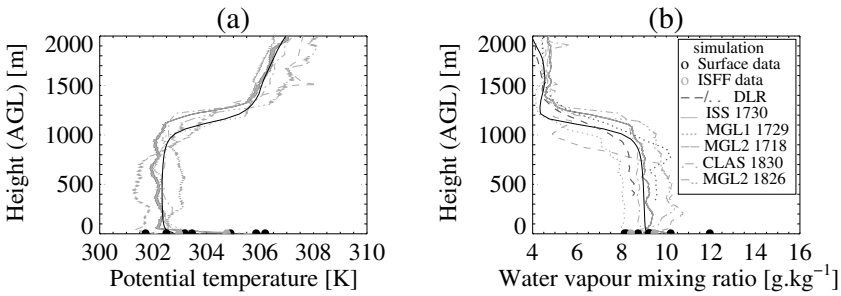 (a)
2000
1500
1000
500
0
Height (AGL) [m]
300 302 304 306 308 310
Potential temperature [K]
(b)
2000
1500
1000
500
0
Height (AGL) [m]
simulation
Surface data
ISFF data
DLR
ISS 1730
MGL1 1729
MGL2 1718
CLAS 1830
MGL2 1826
4 6 8 10 12 14 16
Water vapour mixing ratio [g.kg⁻¹]